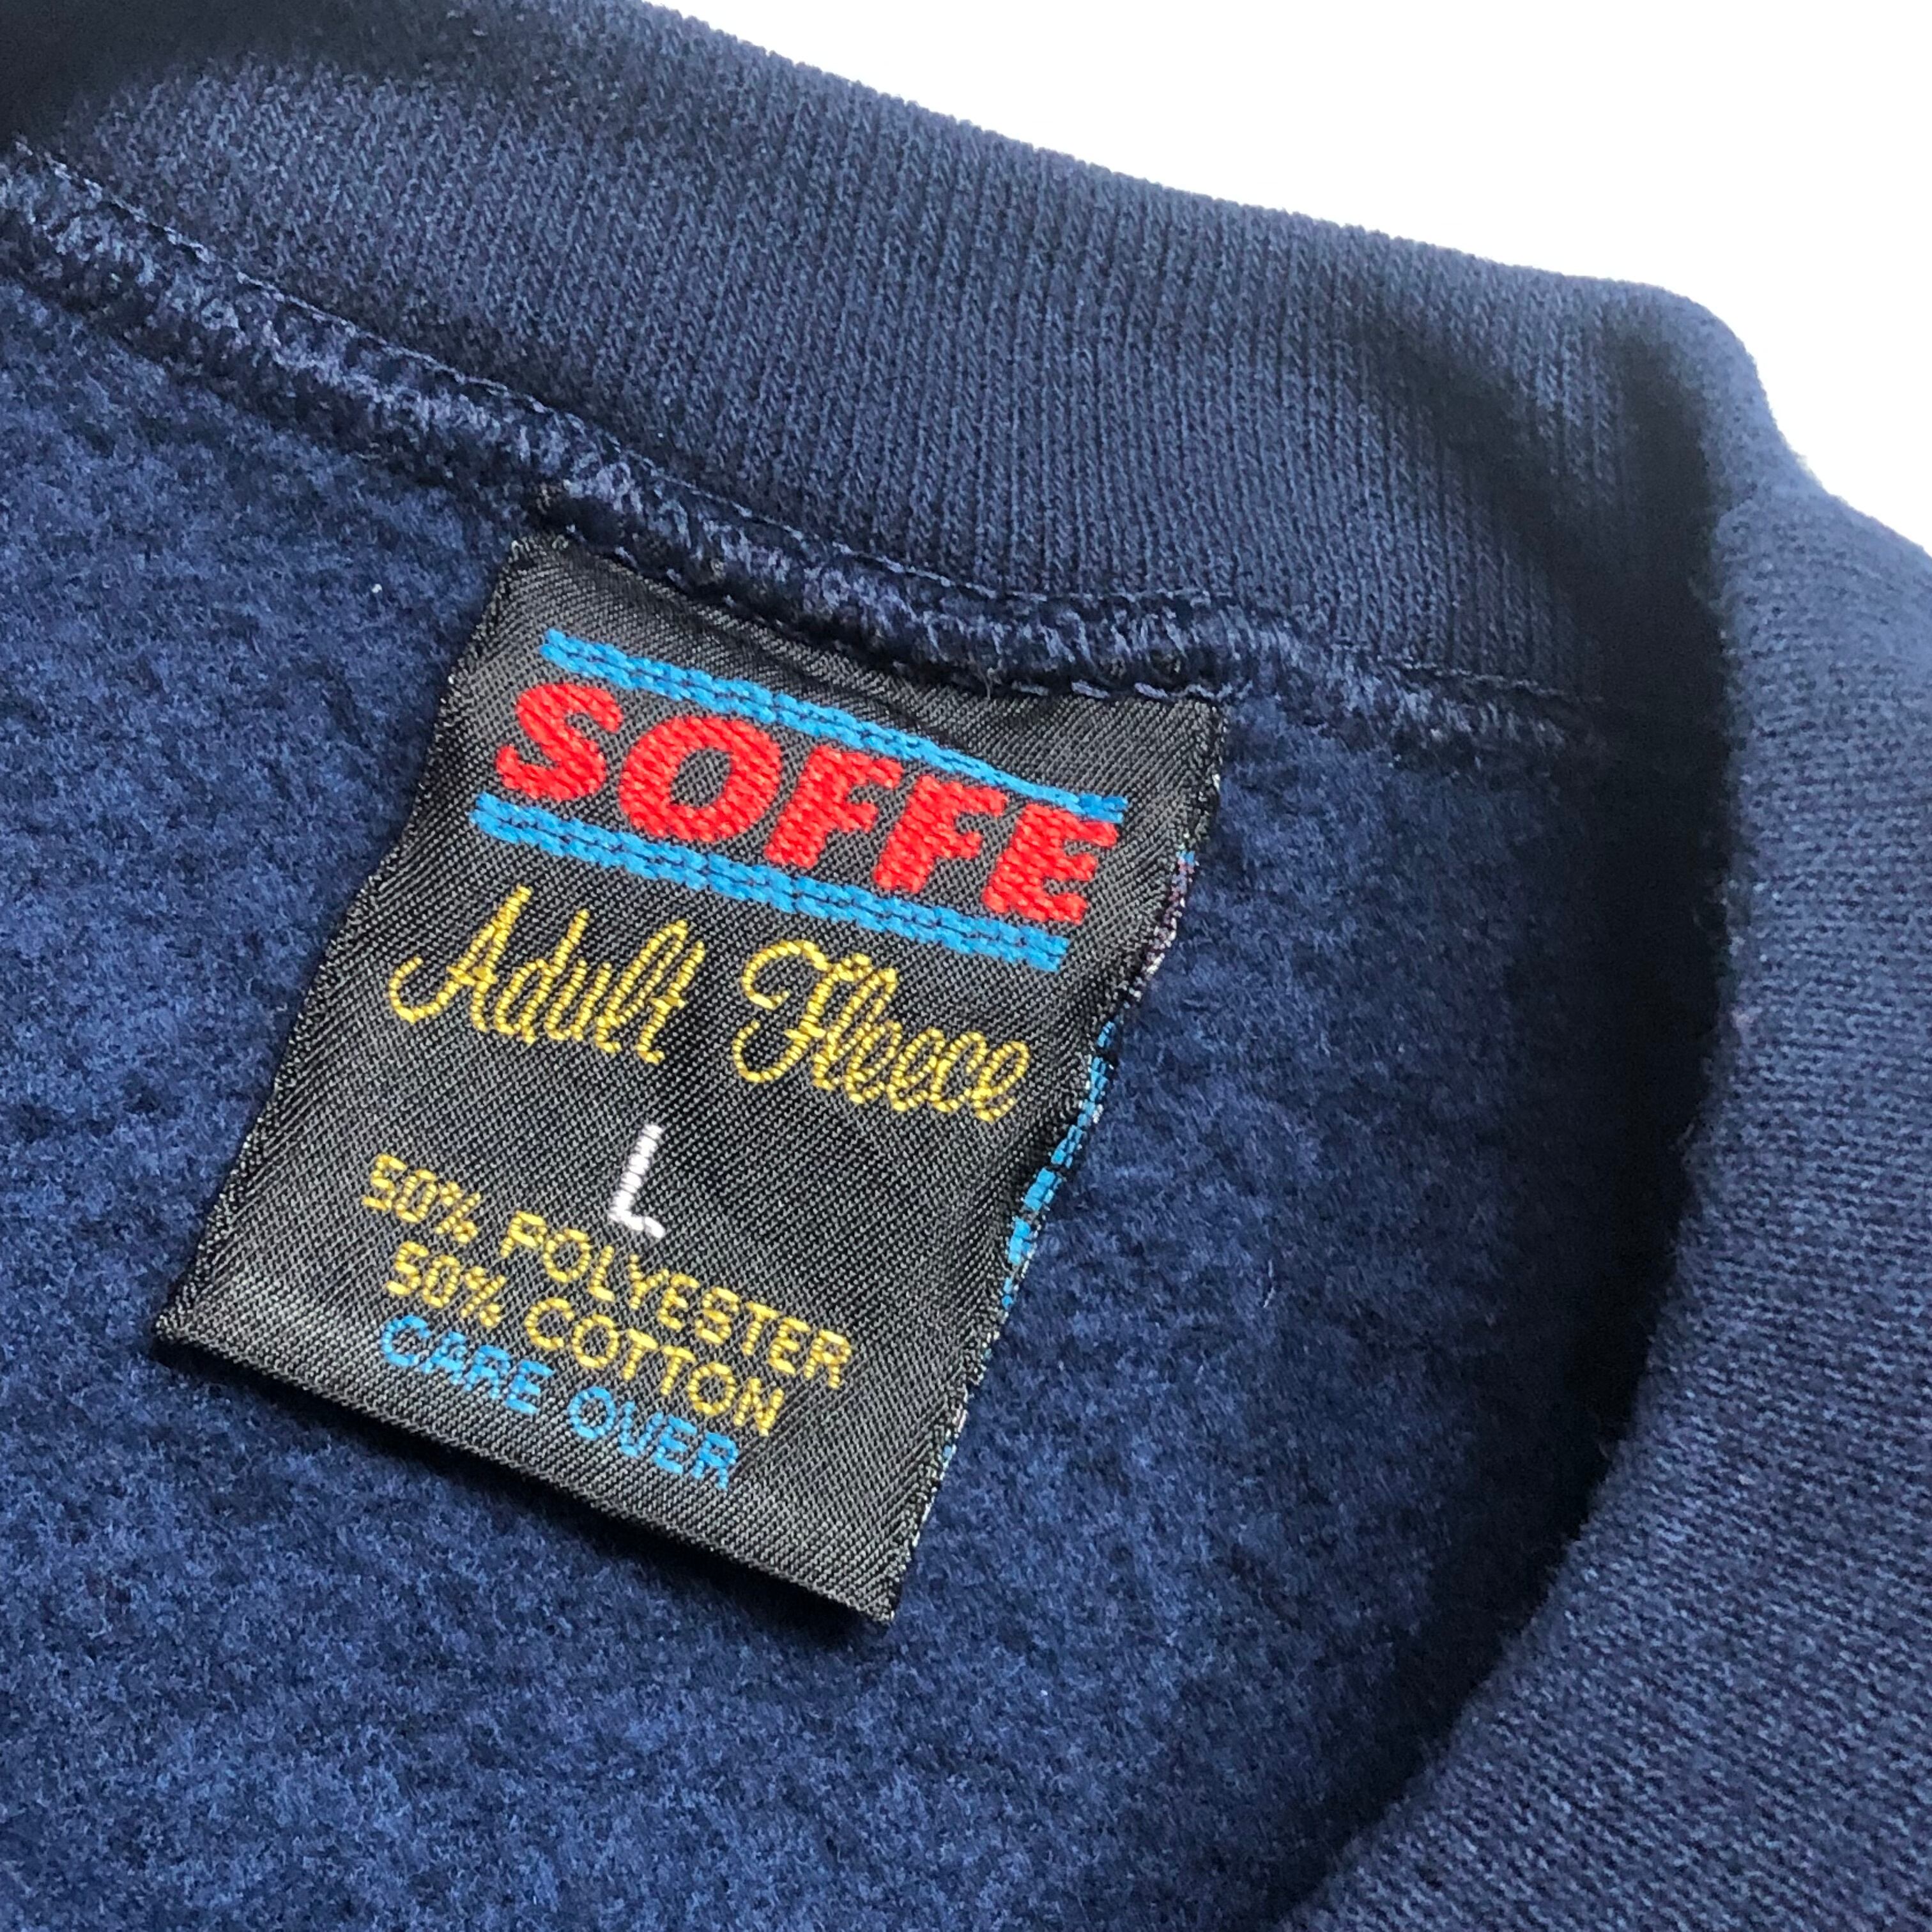 SOFFE
Adult Fleece
L
50% POLYESTER
50% COTTON
CARE OVER